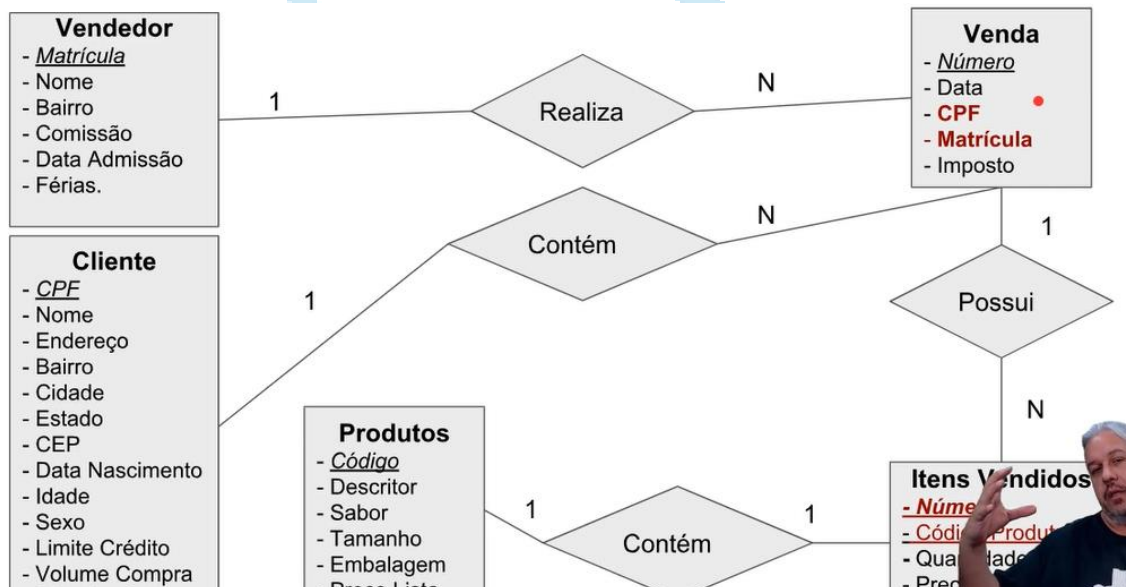 Vendedor
- Matrícula
- Nome
- Bairro
- Comissão
- Data Admissão
- Férias.
1
Realiza
N
Venda
- Número
- Data
- CPF
- Matrícula
- Imposto
Cliente
- CPF
- Nome
- Endereço
- Bairro
- Cidade
- Estado
- CEP
- Data Nascimento
- Idade
- Sexo
- Limite Crédito
- Volume Compra
1
Contém
N
1
Possui
N
Produtos
- Código
- Descritor
- Sabor
- Tamanho
- Embalagem
1
Contém
1
Itens Vendidos